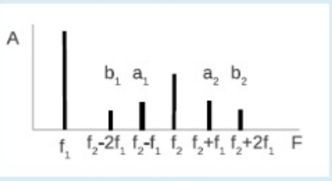 A
b₁ a₁ a₂ b₂
f₁ f₂-2f₁ f₂-f₁ f₂ f₂+f₁ f₂+2f₁ F